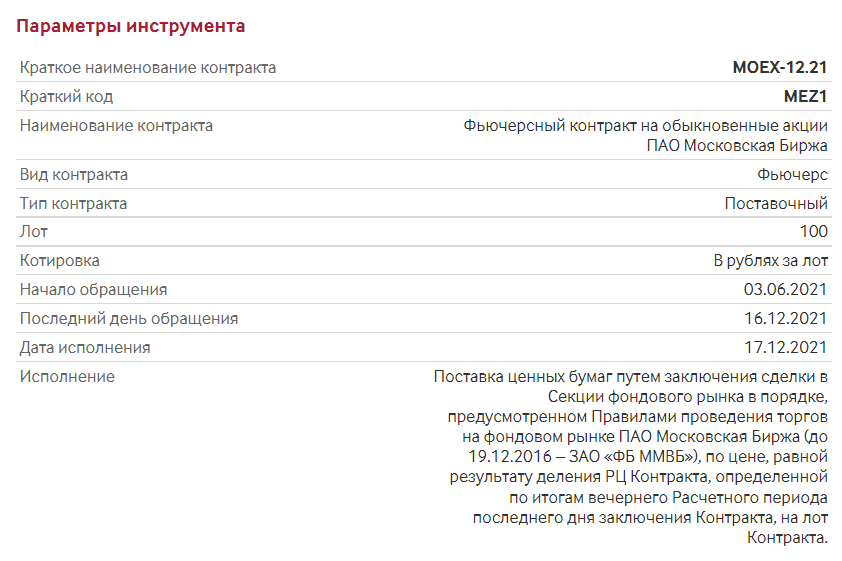 Параметры инструмента
Краткое наименование контракта MOEX-12.21
Краткий код MEZ1
Наименование контракта Фьючерсный контракт на обыкновенные акции
ПАО Московская Биржа
Вид контракта Фьючерс
Тип контракта Поставочный
Лот 100
Котировка В рублях за лот
Начало обращения 03.06.2021
Последний день обращения 16.12.2021
Дата исполнения 17.12.2021
Исполнение Поставка ценных бумаг путем заключения сделки в
Секции фондового рынка в порядке,
предусмотренном Правилами проведения торгов
на фондовом рынке ПАО Московская Биржа (до
19.12.2016 – ЗАО «ФБ ММВБ»), по цене, равной
результату деления РЦ Контракта, определенной
по итогам вечернего Расчетного периода
последнего дня заключения Контракта, на лот
Контракта.